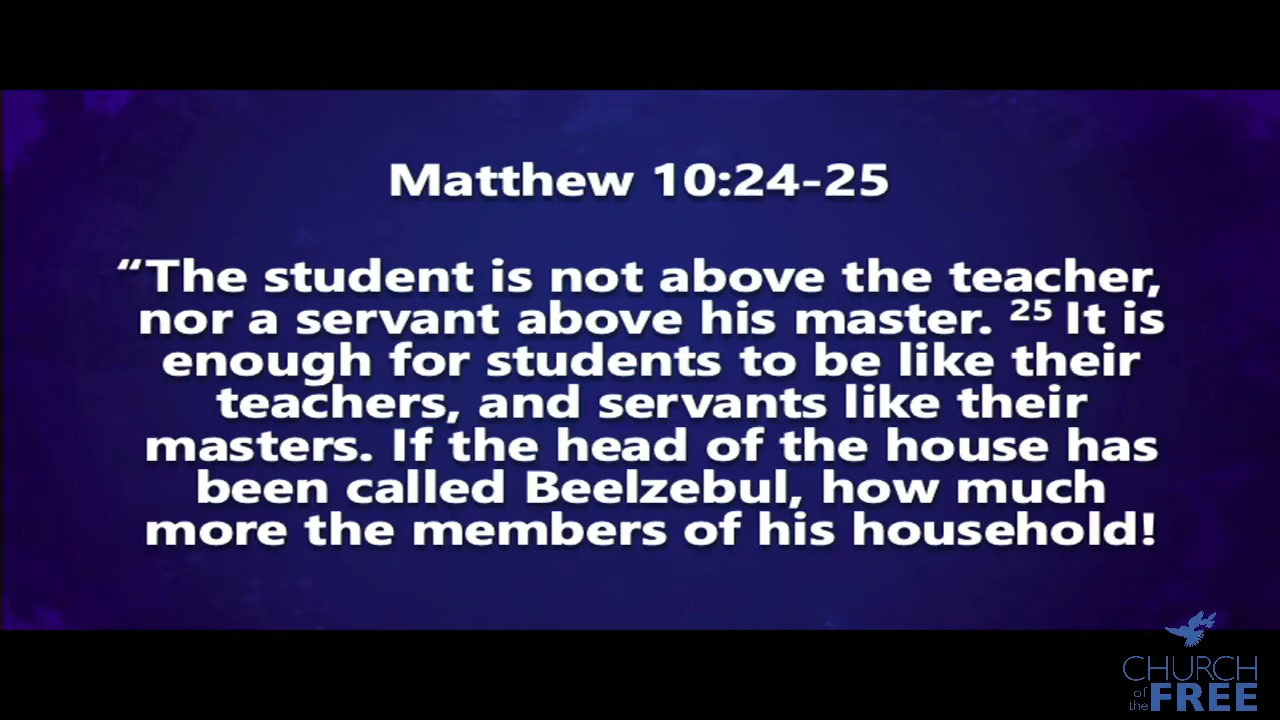 Matthew 10:24-25
“The student is not above the teacher,
nor a servant above his master. ²⁵ It is
enough for students to be like their
teachers, and servants like their
masters. If the head of the house has
been called Beelzebul, how much
more the members of his household!
CHURCH
of the FREE